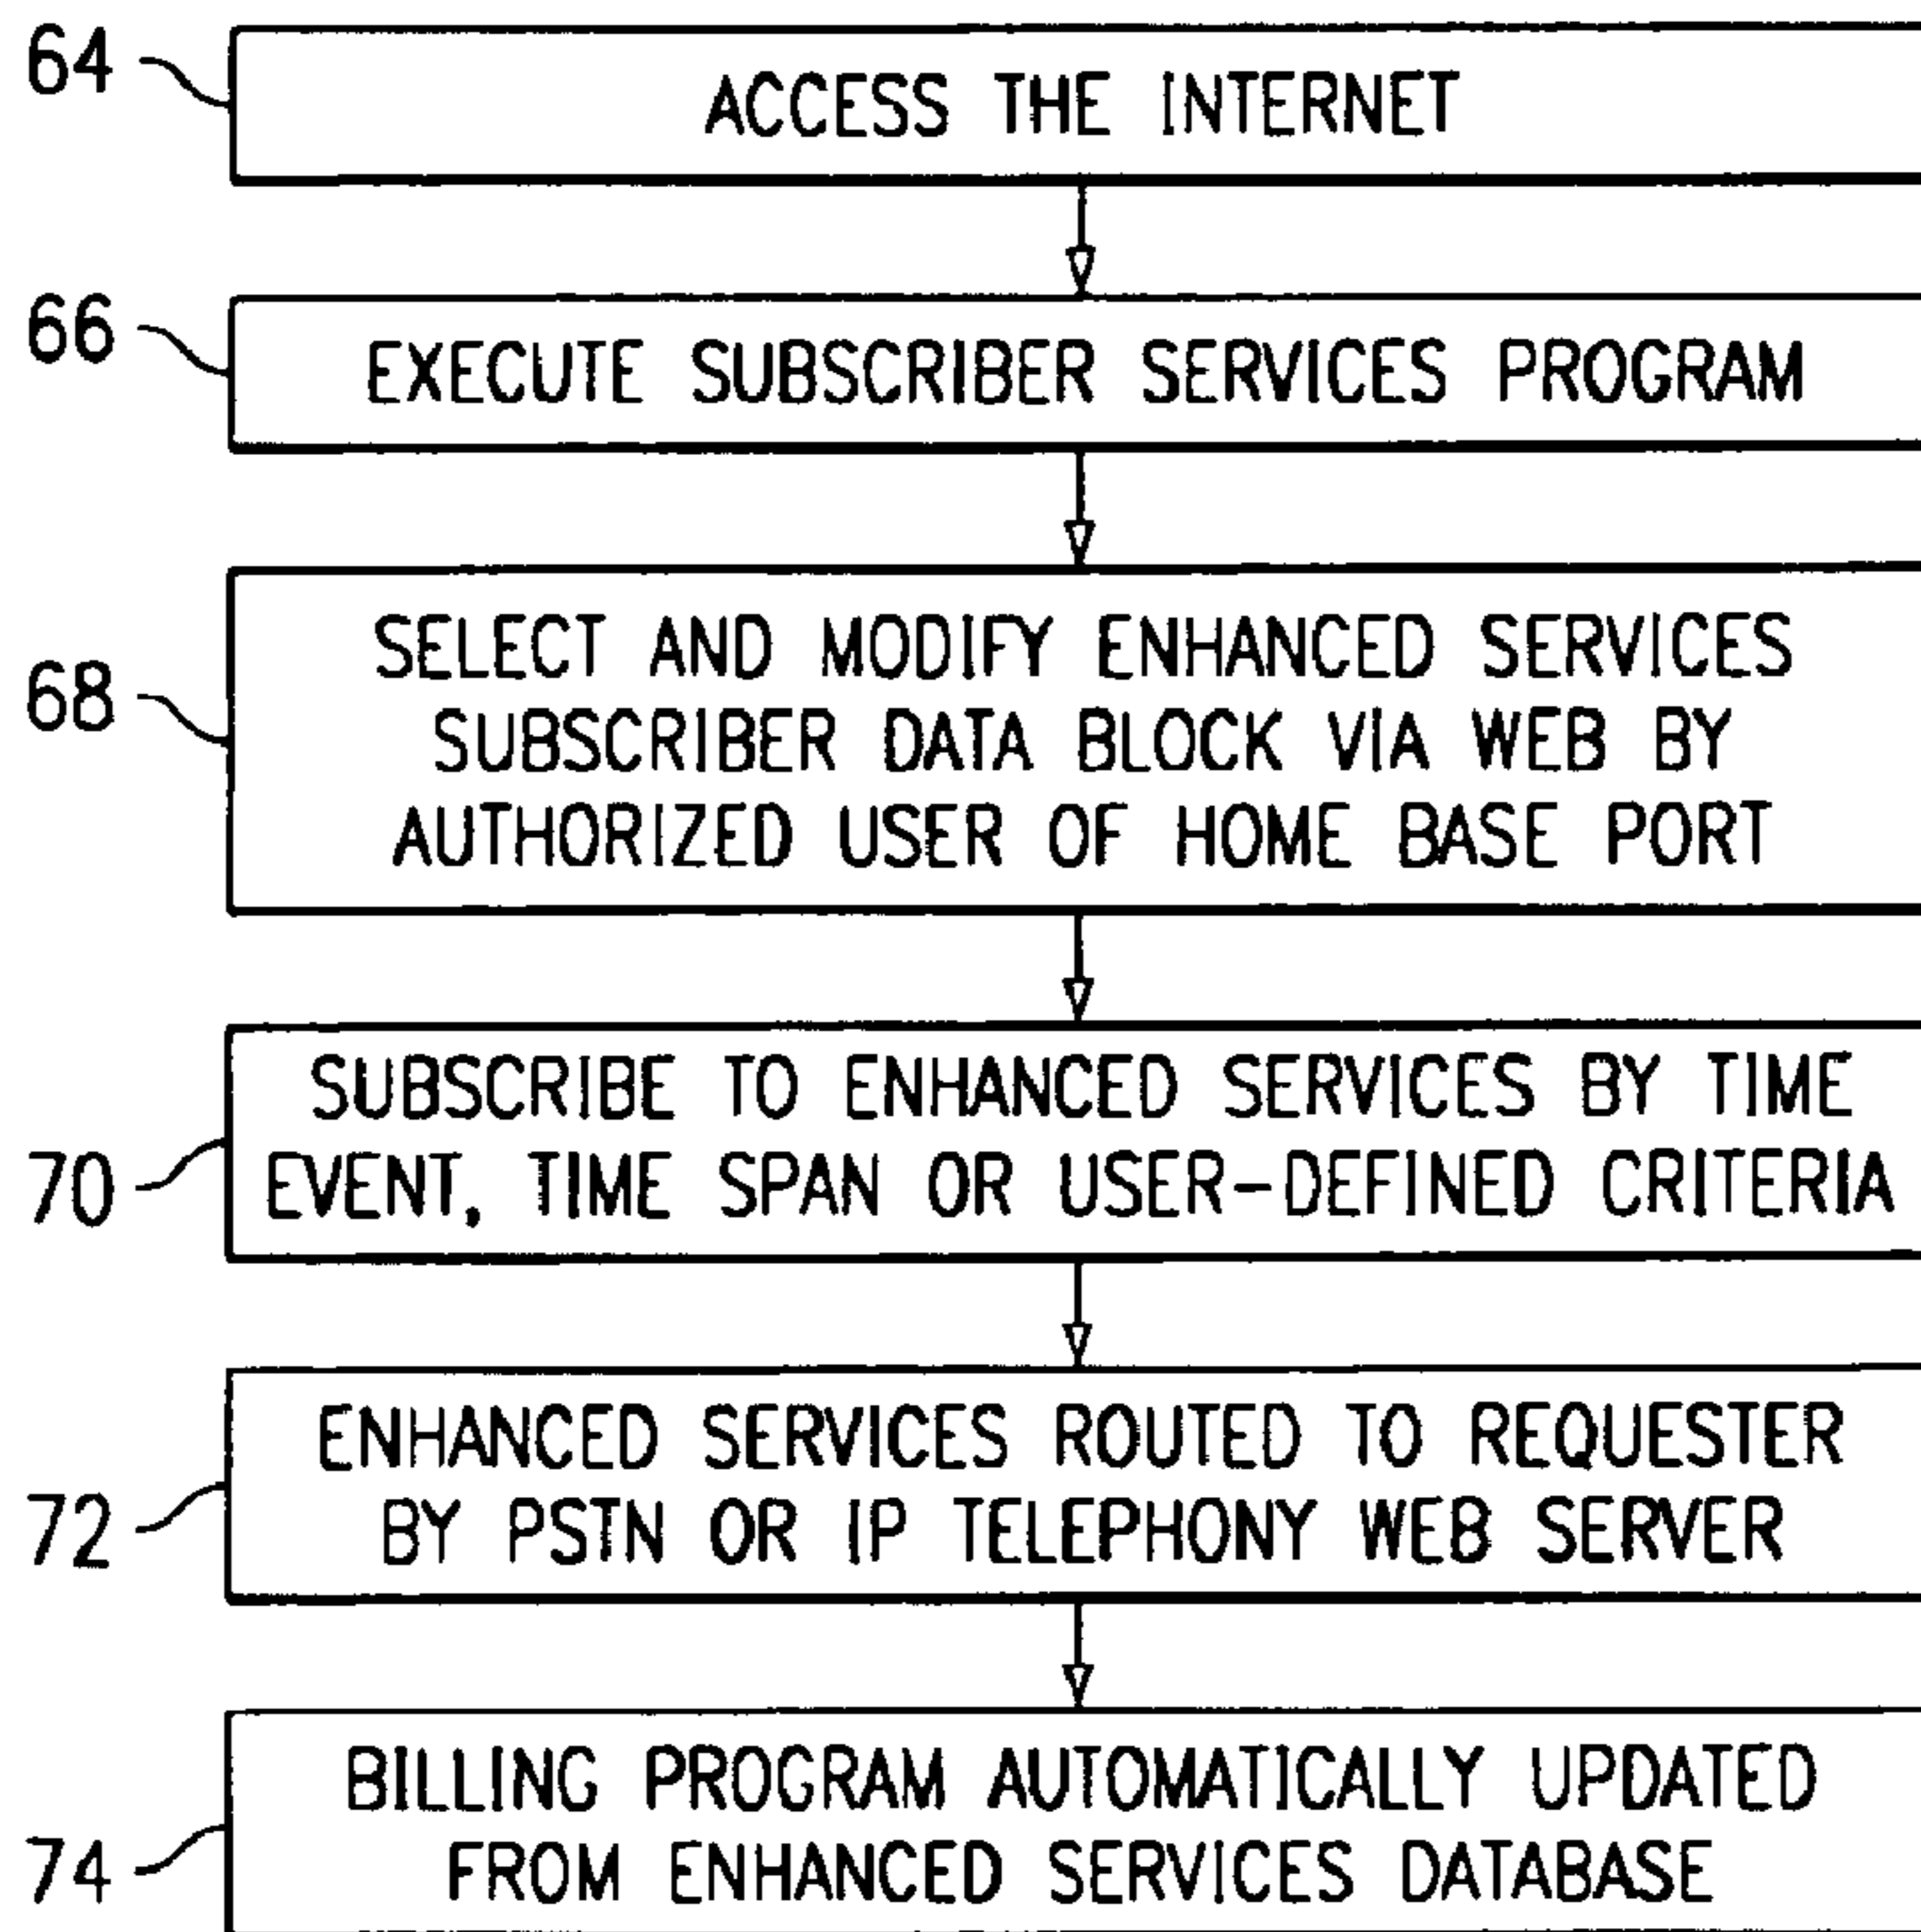 64
ACCESS THE INTERNET
66
EXECUTE SUBSCRIBER SERVICES PROGRAM
68
SELECT AND MODIFY ENHANCED SERVICES
SUBSCRIBER DATA BLOCK VIA WEB BY
AUTHORIZED USER OF HOME BASE PORT
70
SUBSCRIBE TO ENHANCED SERVICES BY TIME
EVENT, TIME SPAN OR USER-DEFINED CRITERIA
72
ENHANCED SERVICES ROUTED TO REQUESTER
BY PSTN OR IP TELEPHONY WEB SERVER
74
BILLING PROGRAM AUTOMATICALLY UPDATED
FROM ENHANCED SERVICES DATABASE